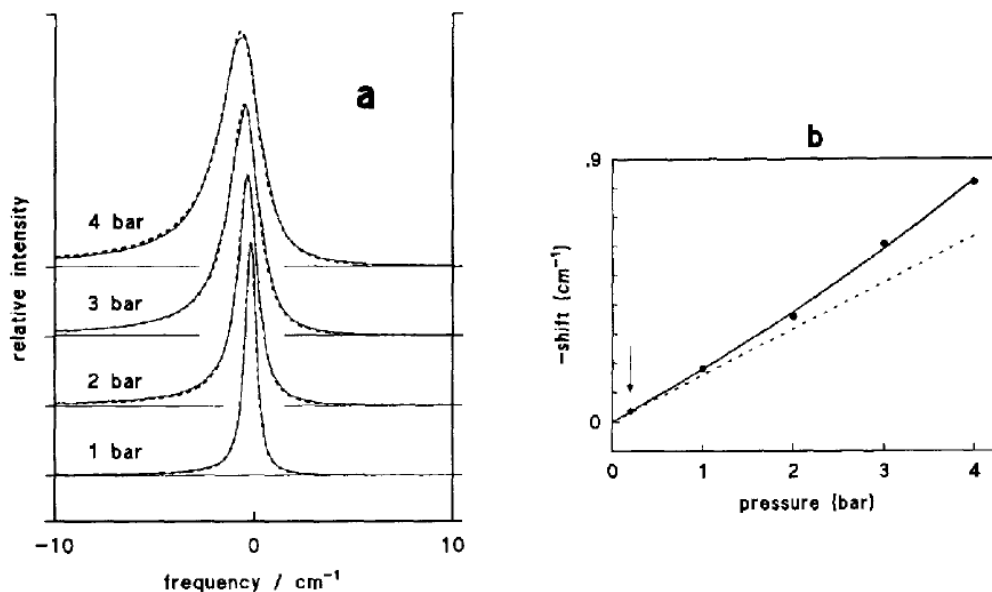 a
4 bar
3 bar
2 bar
1 bar
relative intensity
-10
0
10
frequency / cm⁻¹
b
.9
0
-shift (cm⁻¹)
0
1
2
3
4
pressure (bar)